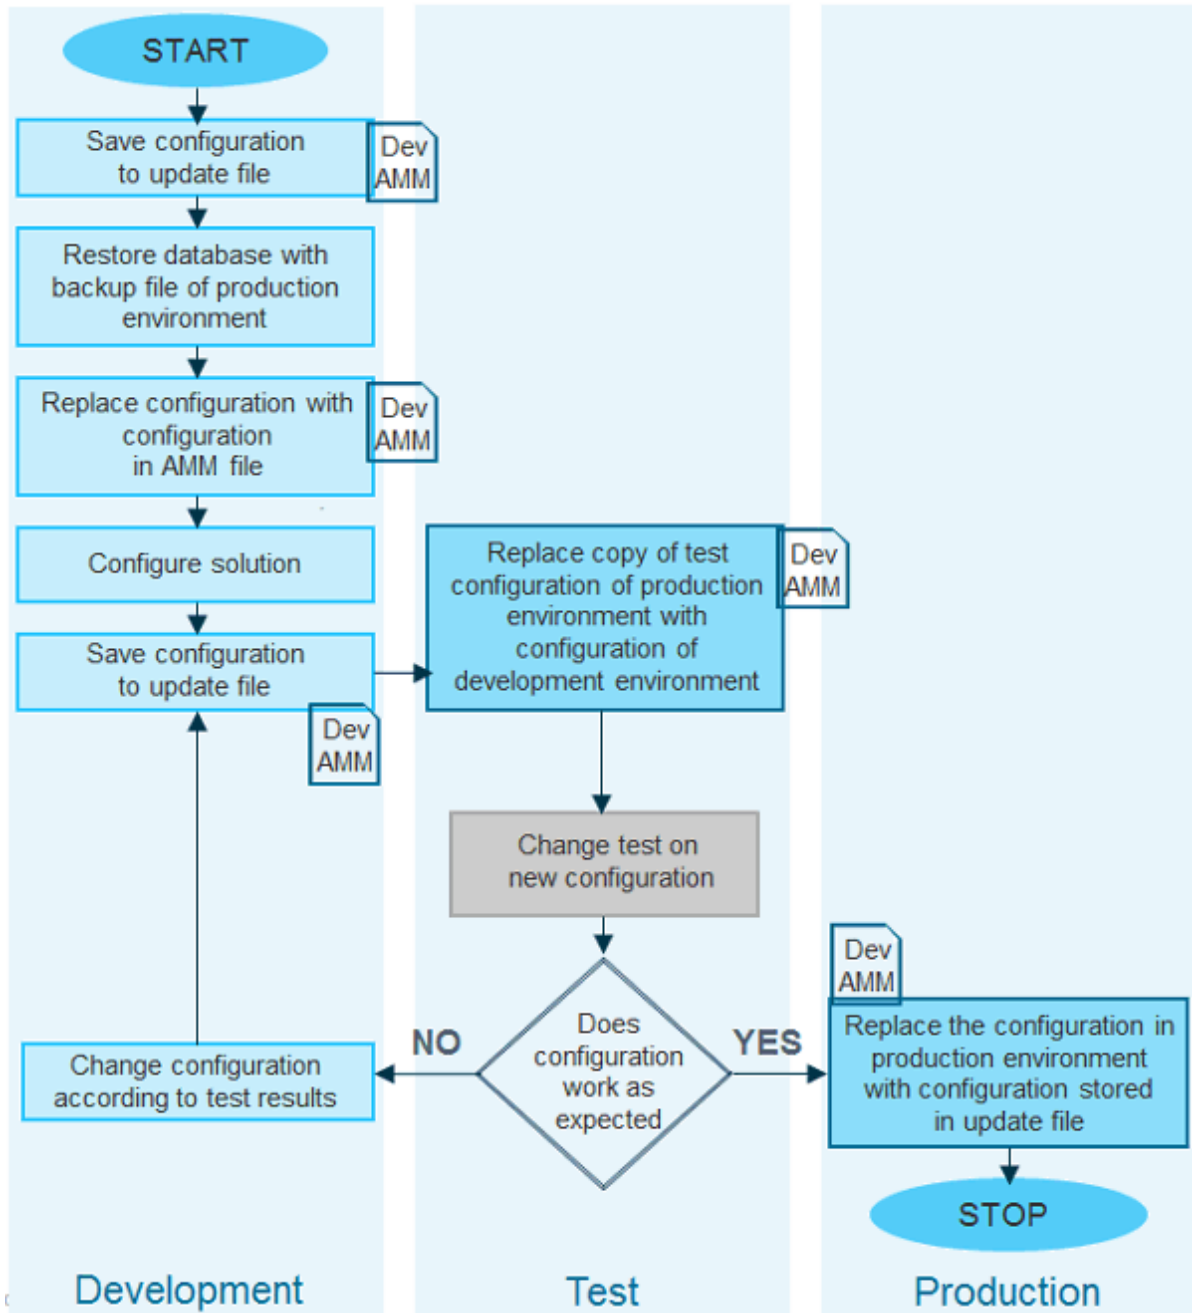 START
Save configuration
to update file
Dev
AMM
Restore database with
backup file of production
environment
Replace configuration with
configuration
in AMM file
Dev
AMM
Configure solution
Save configuration
to update file
Dev
AMM
Replace copy of test
configuration of production
environment with
configuration of
development environment
Dev
AMM
Change test on
new configuration
Does
configuration
work as
expected
NO
YES
Change configuration
according to test results
Dev
AMM
Replace the configuration in
production environment
with configuration stored
in update file
STOP
Development
Test
Production